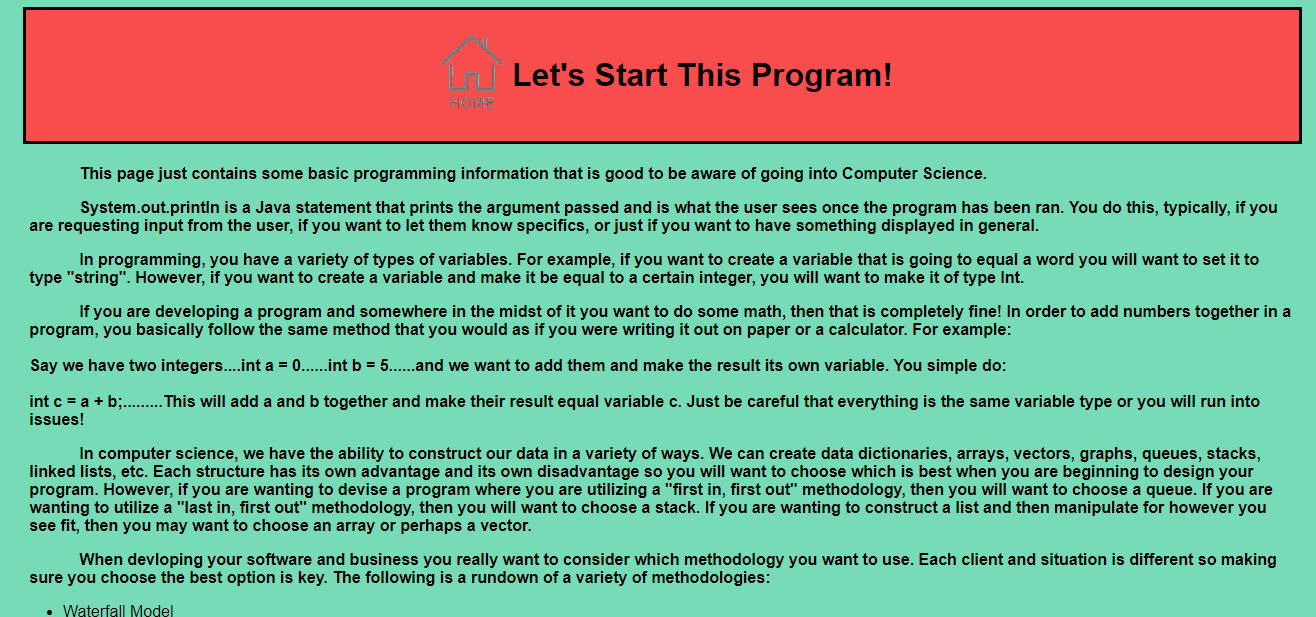 HOME
Let's Start This Program!
This page just contains some basic programming information that is good to be aware of going into Computer Science.
System.out.println is a Java statement that prints the argument passed and is what the user sees once the program has been ran. You do this, typically, if you
are requesting input from the user, if you want to let them know specifics, or just if you want to have something displayed in general.
In programming, you have a variety of types of variables. For example, if you want to create a variable that is going to equal a word you will want to set it to
type "string". However, if you want to create a variable and make it be equal to a certain integer, you will want to make it of type Int.
If you are developing a program and somewhere in the midst of it you want to do some math, then that is completely fine! In order to add numbers together in a
program, you basically follow the same method that you would as if you were writing it out on paper or a calculator. For example:
Say we have two integers....int a = 0......int b = 5......and we want to add them and make the result its own variable. You simple do:
int c = a + b;.........This will add a and b together and make their result equal variable c. Just be careful that everything is the same variable type or you will run into
issues!
In computer science, we have the ability to construct our data in a variety of ways. We can create data dictionaries, arrays, vectors, graphs, queues, stacks,
linked lists, etc. Each structure has its own advantage and its own disadvantage so you will want to choose which is best when you are beginning to design your
program. However, if you are wanting to devise a program where you are utilizing a "first in, first out" methodology, then you will want to choose a queue. If you are
wanting to utilize a "last in, first out" methodology, then you will want to choose a stack. If you are wanting to construct a list and then manipulate for however you
see fit, then you may want to choose an array or perhaps a vector.
When devloping your software and business you really want to consider which methodology you want to use. Each client and situation is different so making
sure you choose the best option is key. The following is a rundown of a variety of methodologies:
• Waterfall Model